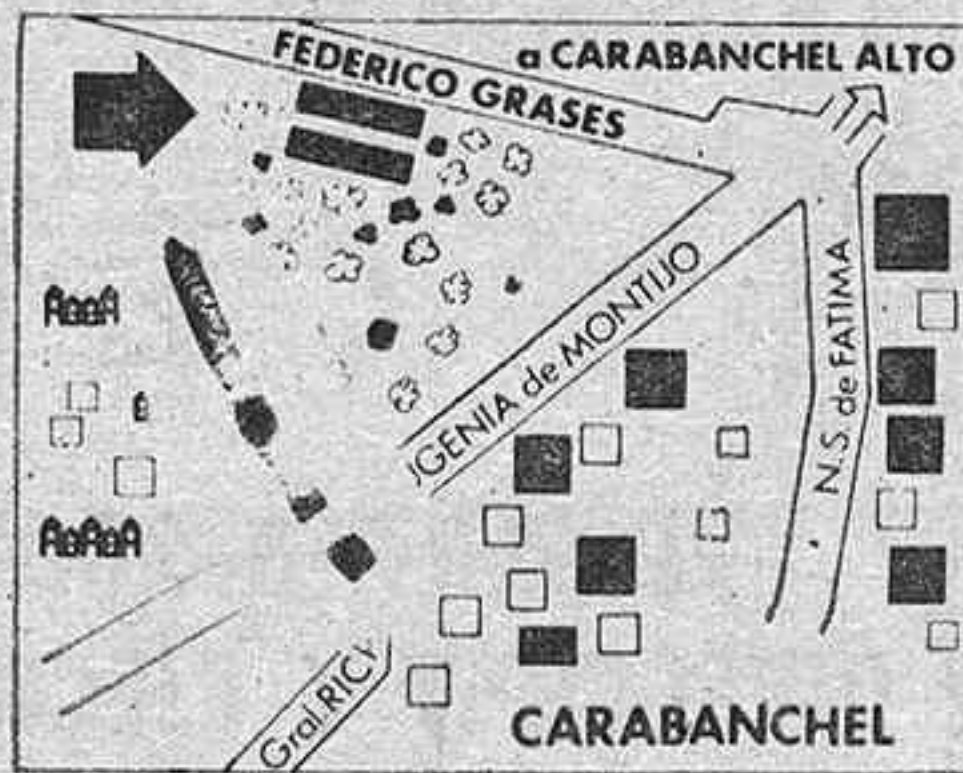 FEDERICO GRASES
a CARABANCHEL ALTO
GENIA de MONTIJO
N.S. de FATIMA
Gral. RIC
CARABANCHEL